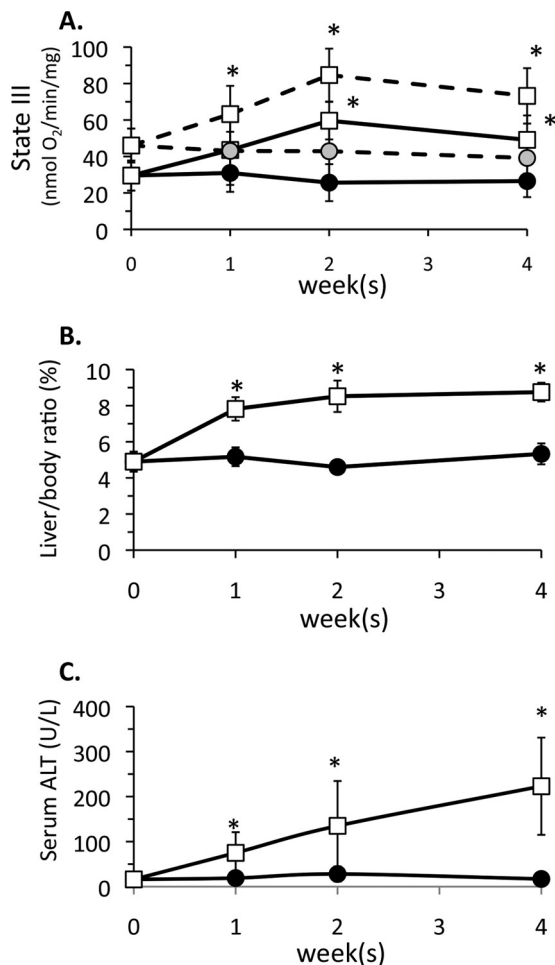 A.
State III
(nmol O₂/min/mg)
100
80
60
40
20
0
* * * * *
0 1 2 3 4
week(s)
B.
Liver/body ratio (%)
10
8
6
4
2
0
* * *
0 1 2 3 4
week(s)
C.
Serum ALT (U/L)
400
300
200
100
0
* * *
0 1 2 3 4
week(s)